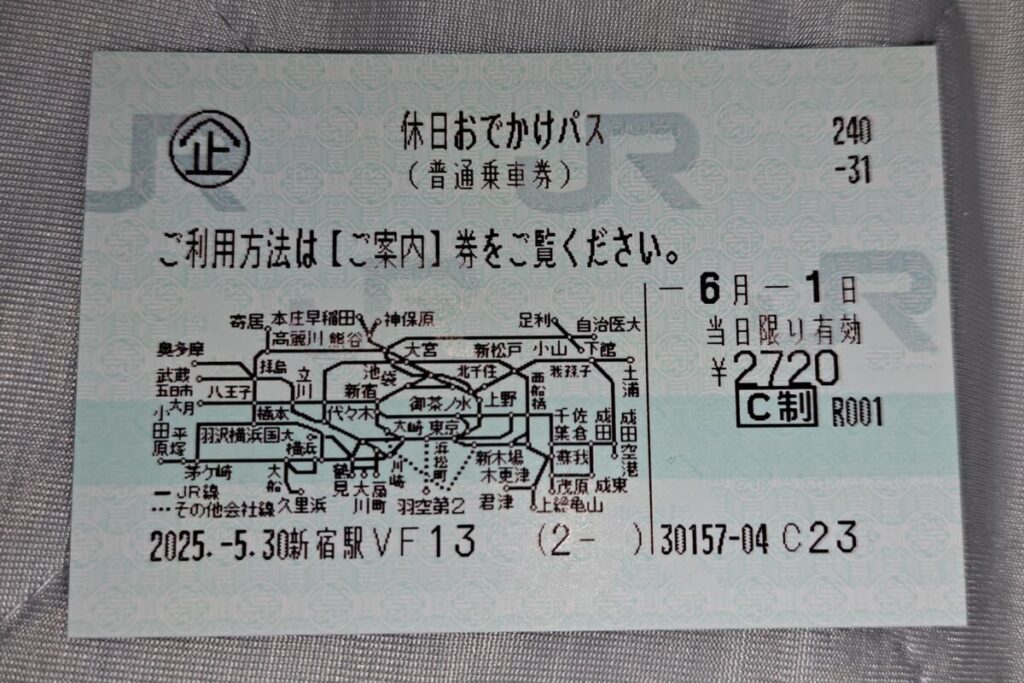 企
休日おでかけパス
(普通乗車券)
240
-31
ご利用方法は【ご案内】券をご覧ください。
-6月-1日
当日限り有効
¥2720
C制 R001
寄居 本庄早稲田 神保原 足利 自治医大
高麗川 熊谷
奥多摩 大宮 新松戸 小山 下館
拝島 立川 池袋 北千住 我孫子 土浦
武蔵五日市 八王子 新宿 西船橋
大月 橋本 代々木 御茶ノ水 上野 千葉 佐倉 成田 成田空港
小田原 平塚 羽沢横浜国大 横浜 大崎 東京
茅ケ崎 大船 川崎 浜松町 新木場 蘇我
鶴見 大川 扇町 木更津
久里浜 羽空第2 君津 茂原 成東
上総亀山
JR線
その他会社線
2025.-5.30新宿駅VF13 (2- ) 30157-04 C23
JR
JR
JR